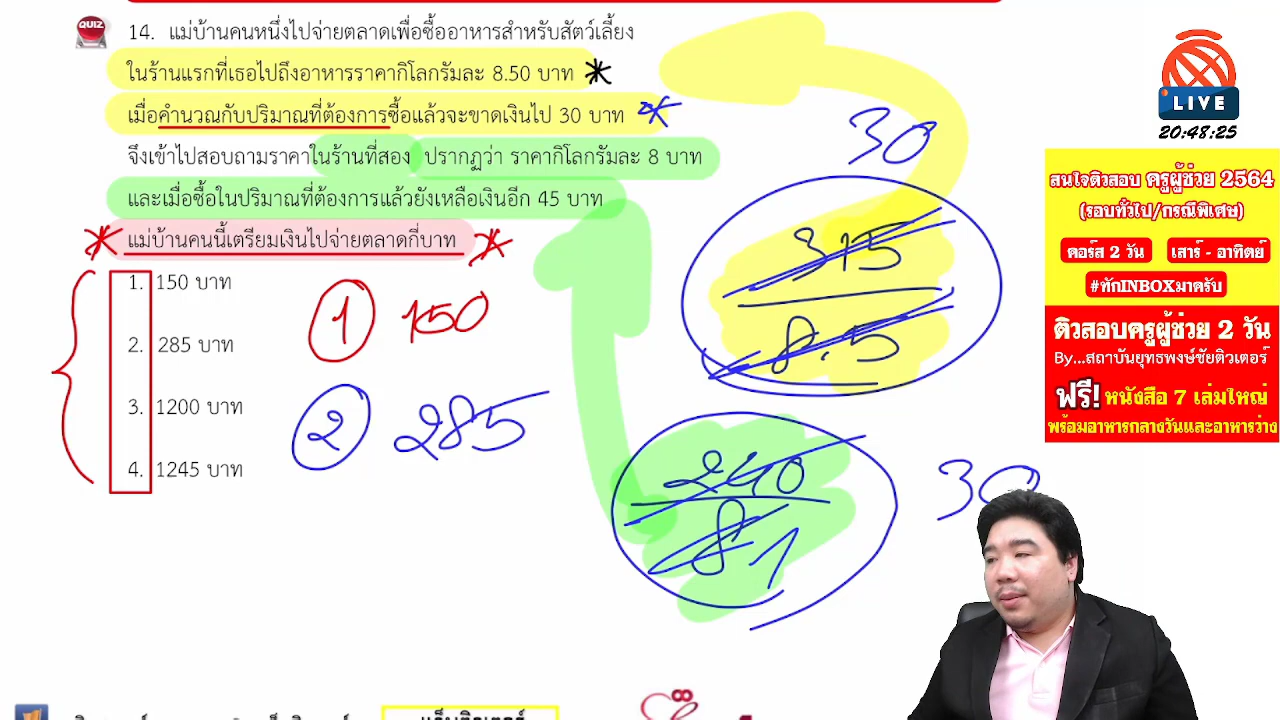 QUIZ
14. แม่บ้านคนหนึ่งไปจ่ายตลาดเพื่อซื้ออาหารสำหรับสัตว์เลี้ยง
ในร้านแรกที่เธอไปถึงอาหารราคากิโลกรัมละ 8.50 บาท
เมื่อคำนวณกับปริมาณที่ต้องการซื้อแล้วจะขาดเงินไป 30 บาท
จึงเข้าไปสอบถามราคาในร้านที่สอง ปรากฏว่า ราคากิโลกรัมละ 8 บาท
และเมื่อซื้อในปริมาณที่ต้องการแล้วยังเหลือเงินอีก 45 บาท
แม่บ้านคนนี้เตรียมเงินไปจ่ายตลาดกี่บาท
1. 150 บาท
2. 285 บาท
3. 1200 บาท
4. 1245 บาท
1 150
2 285
30
315
8.5
240
8 1
30
LIVE
20:48:25
สนใจติวสอบ ครูผู้ช่วย 2564
(รอบทั่วไป/กรณีพิเศษ)
คอร์ส 2 วัน เสาร์ - อาทิตย์
#ทักINBOXมาครับ
ติวสอบครูผู้ช่วย 2 วัน
By...สถาบันยุทธพงษ์ชัยติวเตอร์
ฟรี! หนังสือ 7 เล่มใหญ่
พร้อมอาหารกลางวันและอาหารว่าง